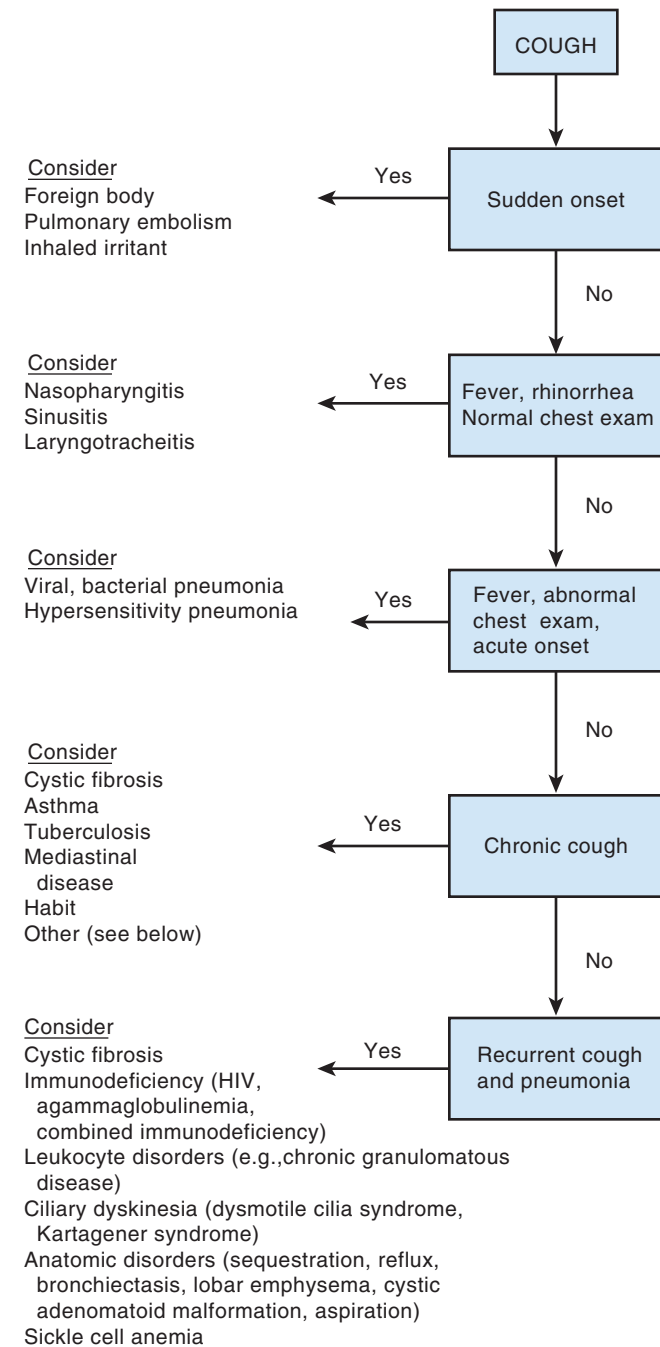 COUGH
Sudden onset
Yes
Consider
Foreign body
Pulmonary embolism
Inhaled irritant
No
Fever, rhinorrhea
Normal chest exam
Yes
Consider
Nasopharyngitis
Sinusitis
Laryngotracheitis
No
Fever, abnormal
chest exam,
acute onset
Yes
Consider
Viral, bacterial pneumonia
Hypersensitivity pneumonia
No
Chronic cough
Yes
Consider
Cystic fibrosis
Asthma
Tuberculosis
Mediastinal
disease
Habit
Other (see below)
No
Recurrent cough
and pneumonia
Yes
Consider
Cystic fibrosis
Immunodeficiency (HIV,
agammaglobulinemia,
combined immunodeficiency)
Leukocyte disorders (e.g.,chronic granulomatous
disease)
Ciliary dyskinesia (dysmotile cilia syndrome,
Kartagener syndrome)
Anatomic disorders (sequestration, reflux,
bronchiectasis, lobar emphysema, cystic
adenomatoid malformation, aspiration)
Sickle cell anemia